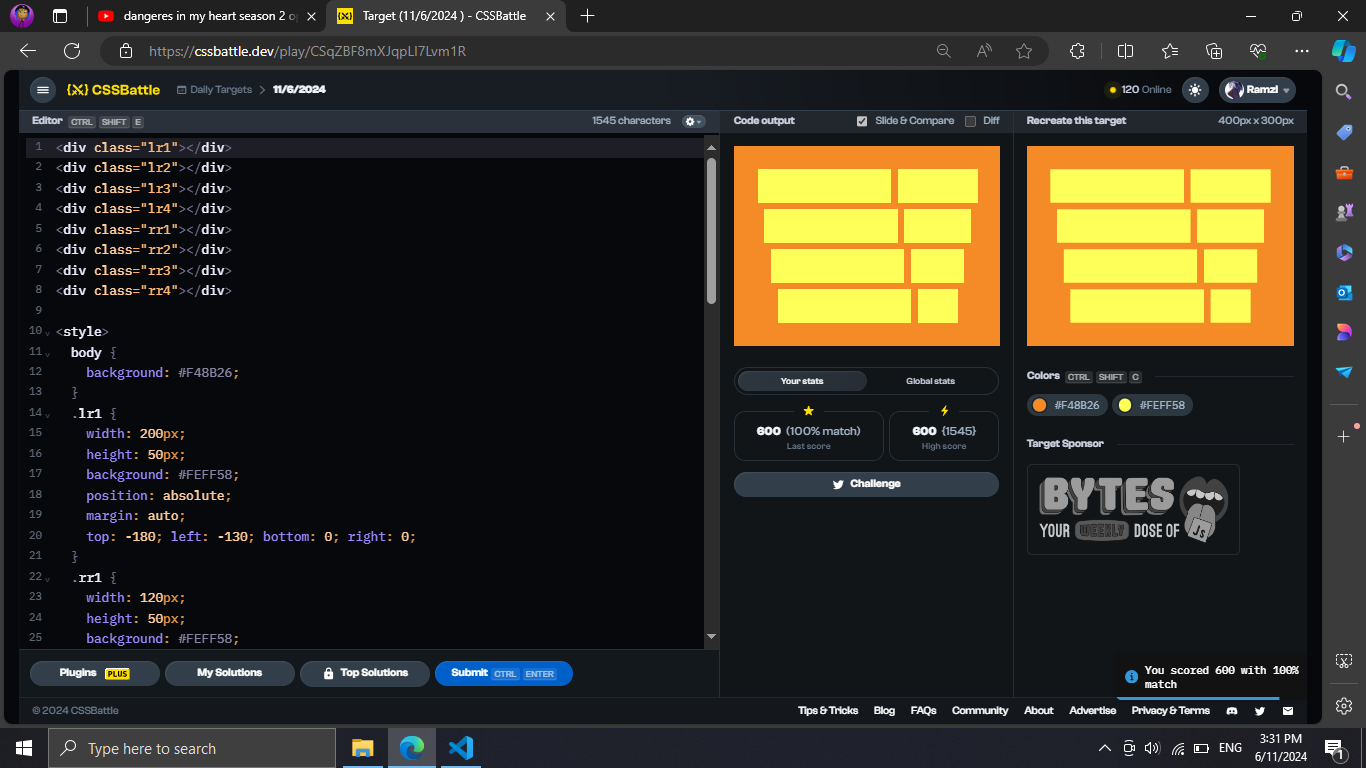 dangeres in my heart season 2 o
Target (11/6/2024 ) - CSSBattle
https://cssbattle.dev/play/CSqZBF8mXJqpLI7Lvm1R
CSSBattle
Daily Targets > 11/6/2024
120 Online
Ramzi
Editor CTRL SHIFT E
1545 characters
Code output
Slide & Compare
Diff
Recreate this target
400px x 300px
1 <div class="lr1"></div>
2 <div class="lr2"></div>
3 <div class="lr3"></div>
4 <div class="lr4"></div>
5 <div class="rr1"></div>
6 <div class="rr2"></div>
7 <div class="rr3"></div>
8 <div class="rr4"></div>
9
10 <style>
11 body {
12 background: #F48B26;
13 }
14 .lr1 {
15 width: 200px;
16 height: 50px;
17 background: #FEFF58;
18 position: absolute;
19 margin: auto;
20 top: -180; left: -130; bottom: 0; right: 0;
21 }
22 .rr1 {
23 width: 120px;
24 height: 50px;
25 background: #FEFF58;
Your stats
Global stats
600 (100% match)
Last score
600 {1545}
High score
Challenge
Colors CTRL SHIFT C
#F48B26
#FEFF58
Target Sponsor
BYTES
YOUR WEEKLY DOSE OF JS
Plugins PLUS
My Solutions
Top Solutions
Submit CTRL ENTER
You scored 600 with 100%
match
© 2024 CSSBattle
Tips & Tricks
Blog
FAQs
Community
About
Advertise
Privacy & Terms
Type here to search
ENG
3:31 PM
6/11/2024
1